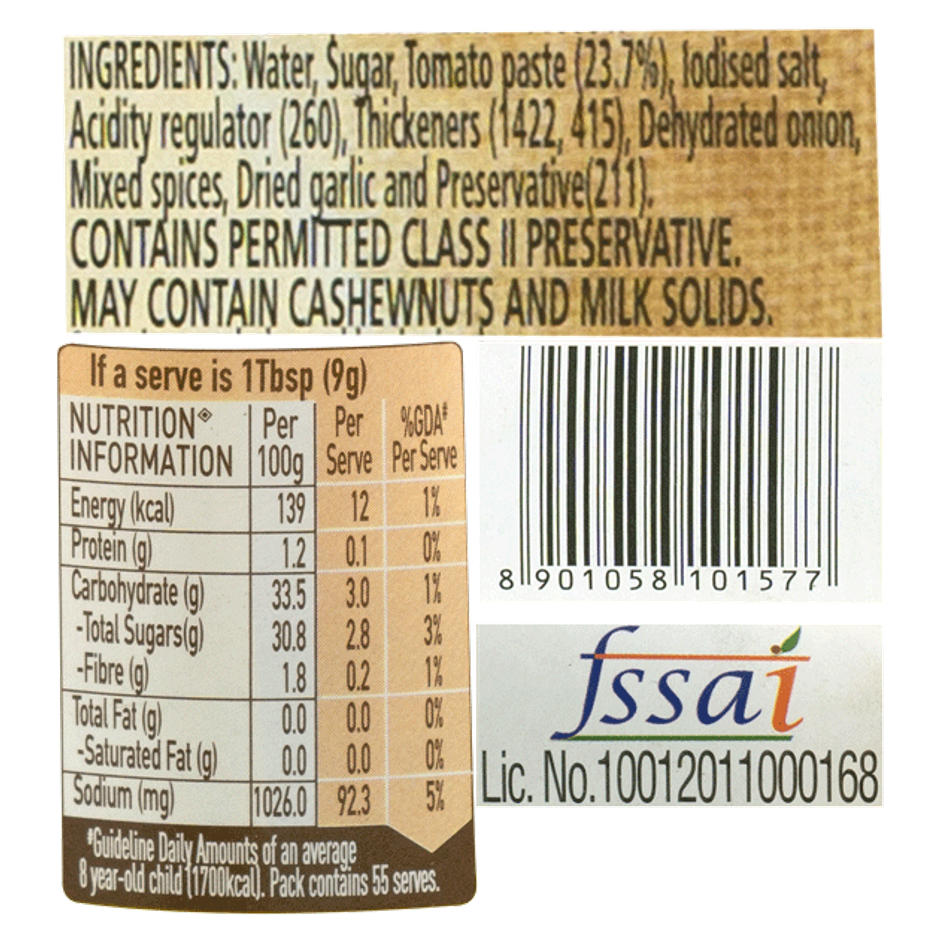 INGREDIENTS: Water, Sugar, Tomato paste (23.7%), Iodised salt,
Acidity regulator (260), Thickeners (1422, 415), Dehydrated onion,
Mixed spices, Dried garlic and Preservative(211).
CONTAINS PERMITTED CLASS II PRESERVATIVE.
MAY CONTAIN CASHEWNUTS AND MILK SOLIDS.
If a serve is 1Tbsp (9g)
NUTRITION◈ INFORMATION Per 100g Per Serve %GDA# Per Serve
Energy (kcal) 139 12 1%
Protein (g) 1.2 0.1 0%
Carbohydrate (g) 33.5 3.0 1%
-Total Sugars(g) 30.8 2.8 3%
-Fibre (g) 1.8 0.2 1%
Total Fat (g) 0.0 0.0 0%
-Saturated Fat (g) 0.0 0.0 0%
Sodium (mg) 1026.0 92.3 5%
#Guideline Daily Amounts of an average
8 year-old child (1700kcal). Pack contains 55 serves.
8 901058 101577
fssai
Lic. No.10012011000168